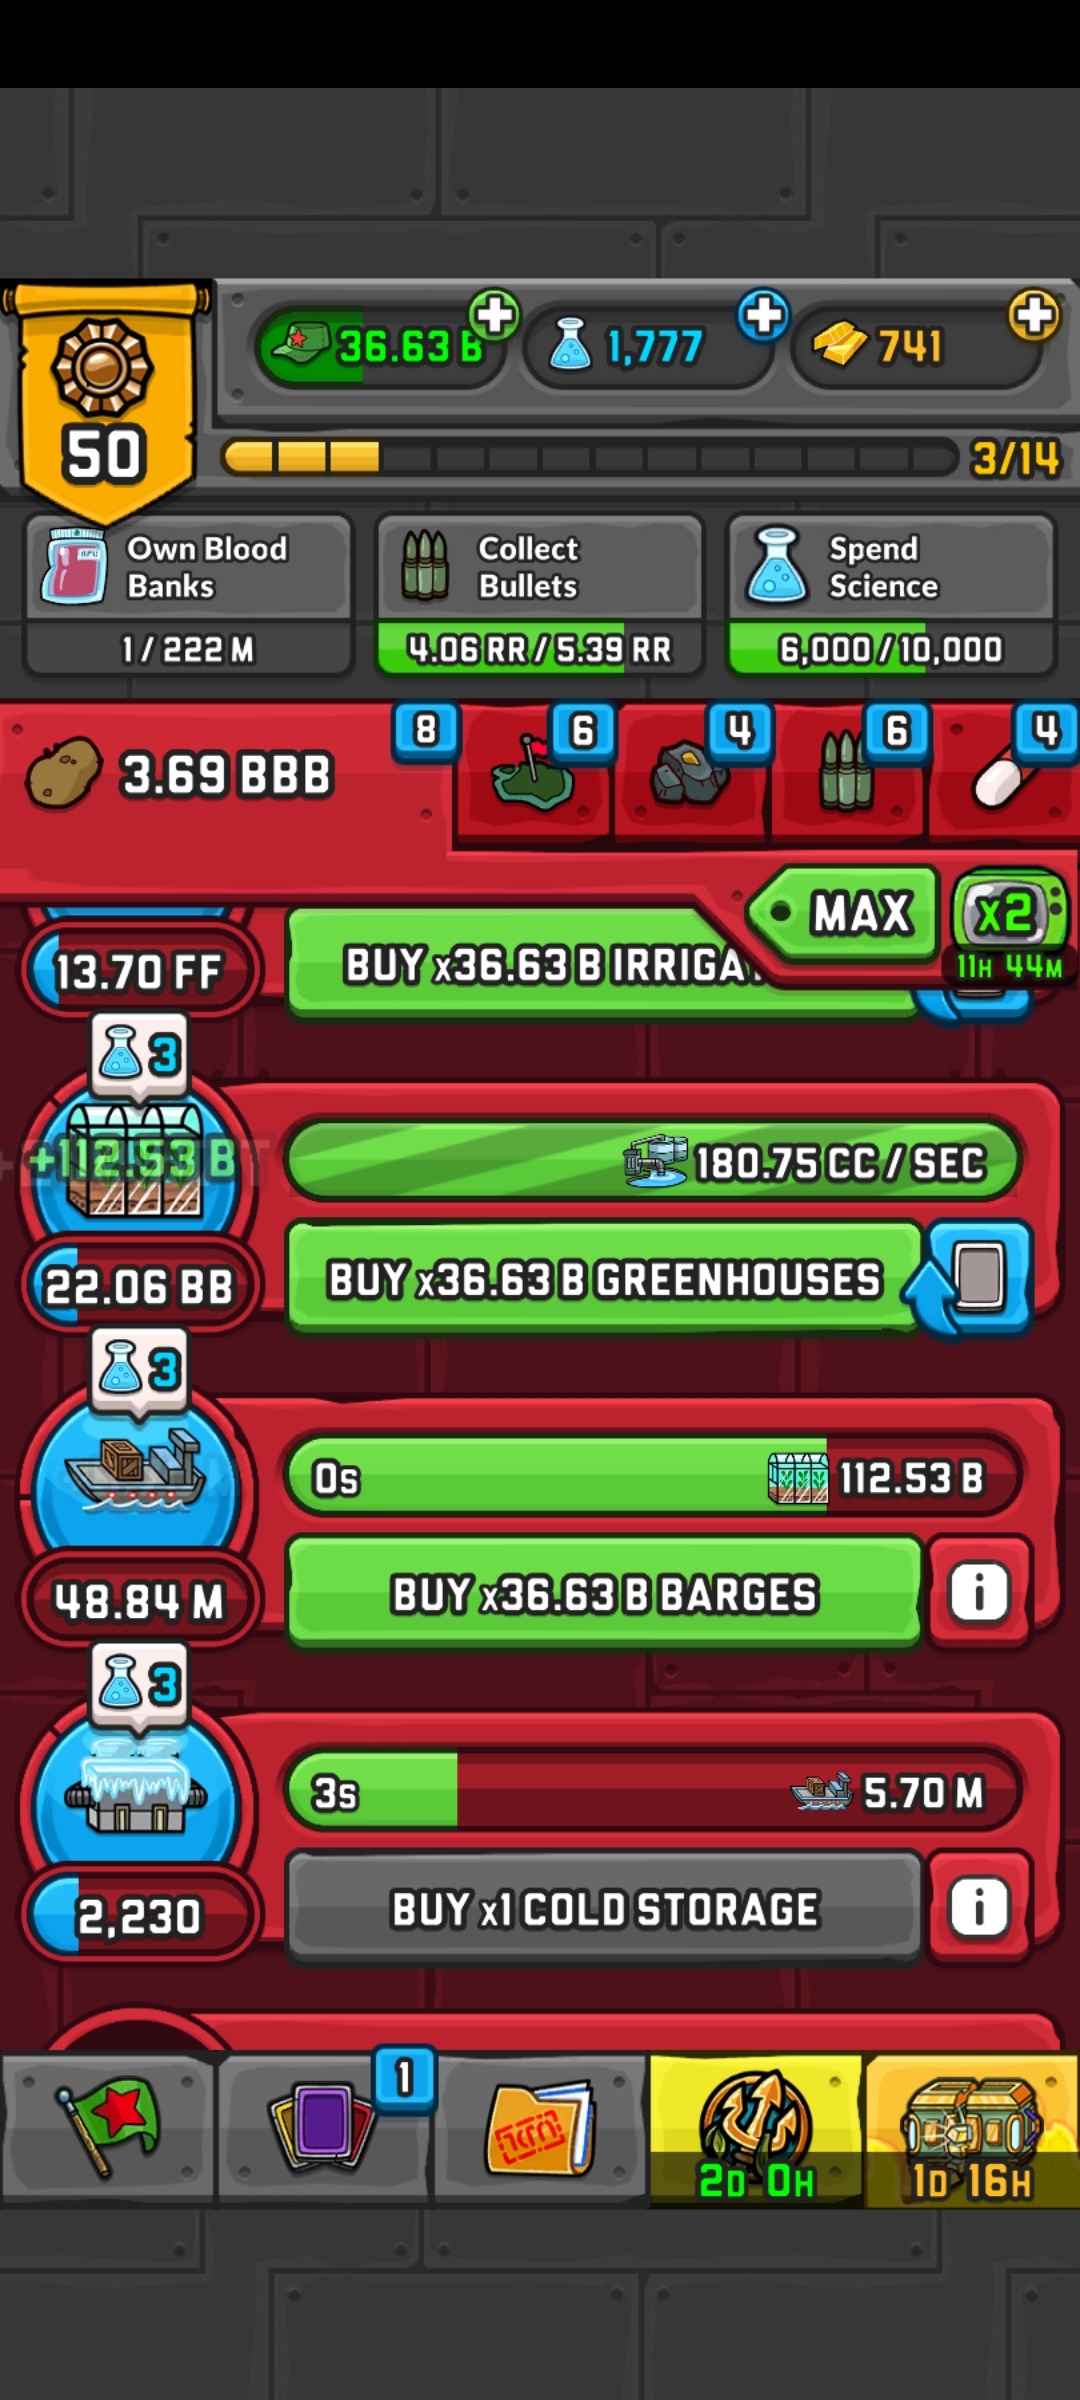 36.63 B
1,777
741
50
3/14
Own Blood
Banks
1 / 222 M
Collect
Bullets
4.06 RR / 5.39 RR
Spend
Science
6,000 / 10,000
3.69 BBB
8
6
4
6
4
MAX
x2
11H 44M
13.70 FF
BUY x36.63 B IRRIGA
3
+112.53 B
180.75 CC / SEC
22.06 BB
BUY x36.63 B GREENHOUSES
3
0s
112.53 B
48.84 M
BUY x36.63 B BARGES
i
3
3s
5.70 M
2,230
BUY x1 COLD STORAGE
i
1
2D 0H
1D 16H